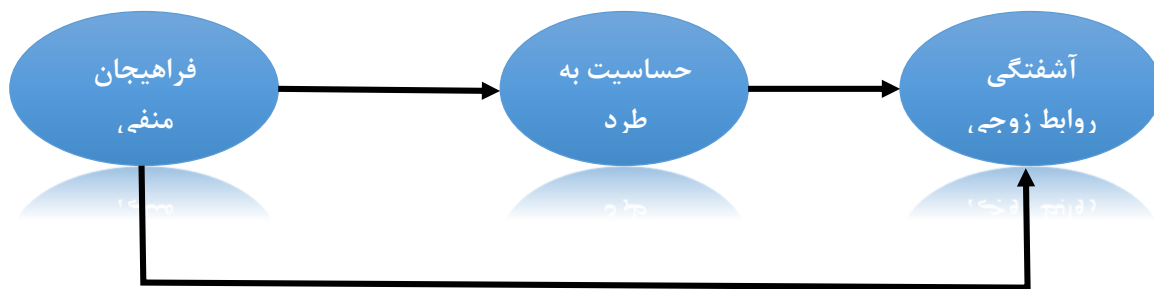 فراهیجان
منفی
حساسیت به
طرد
آشفتگی
روابط زوجی